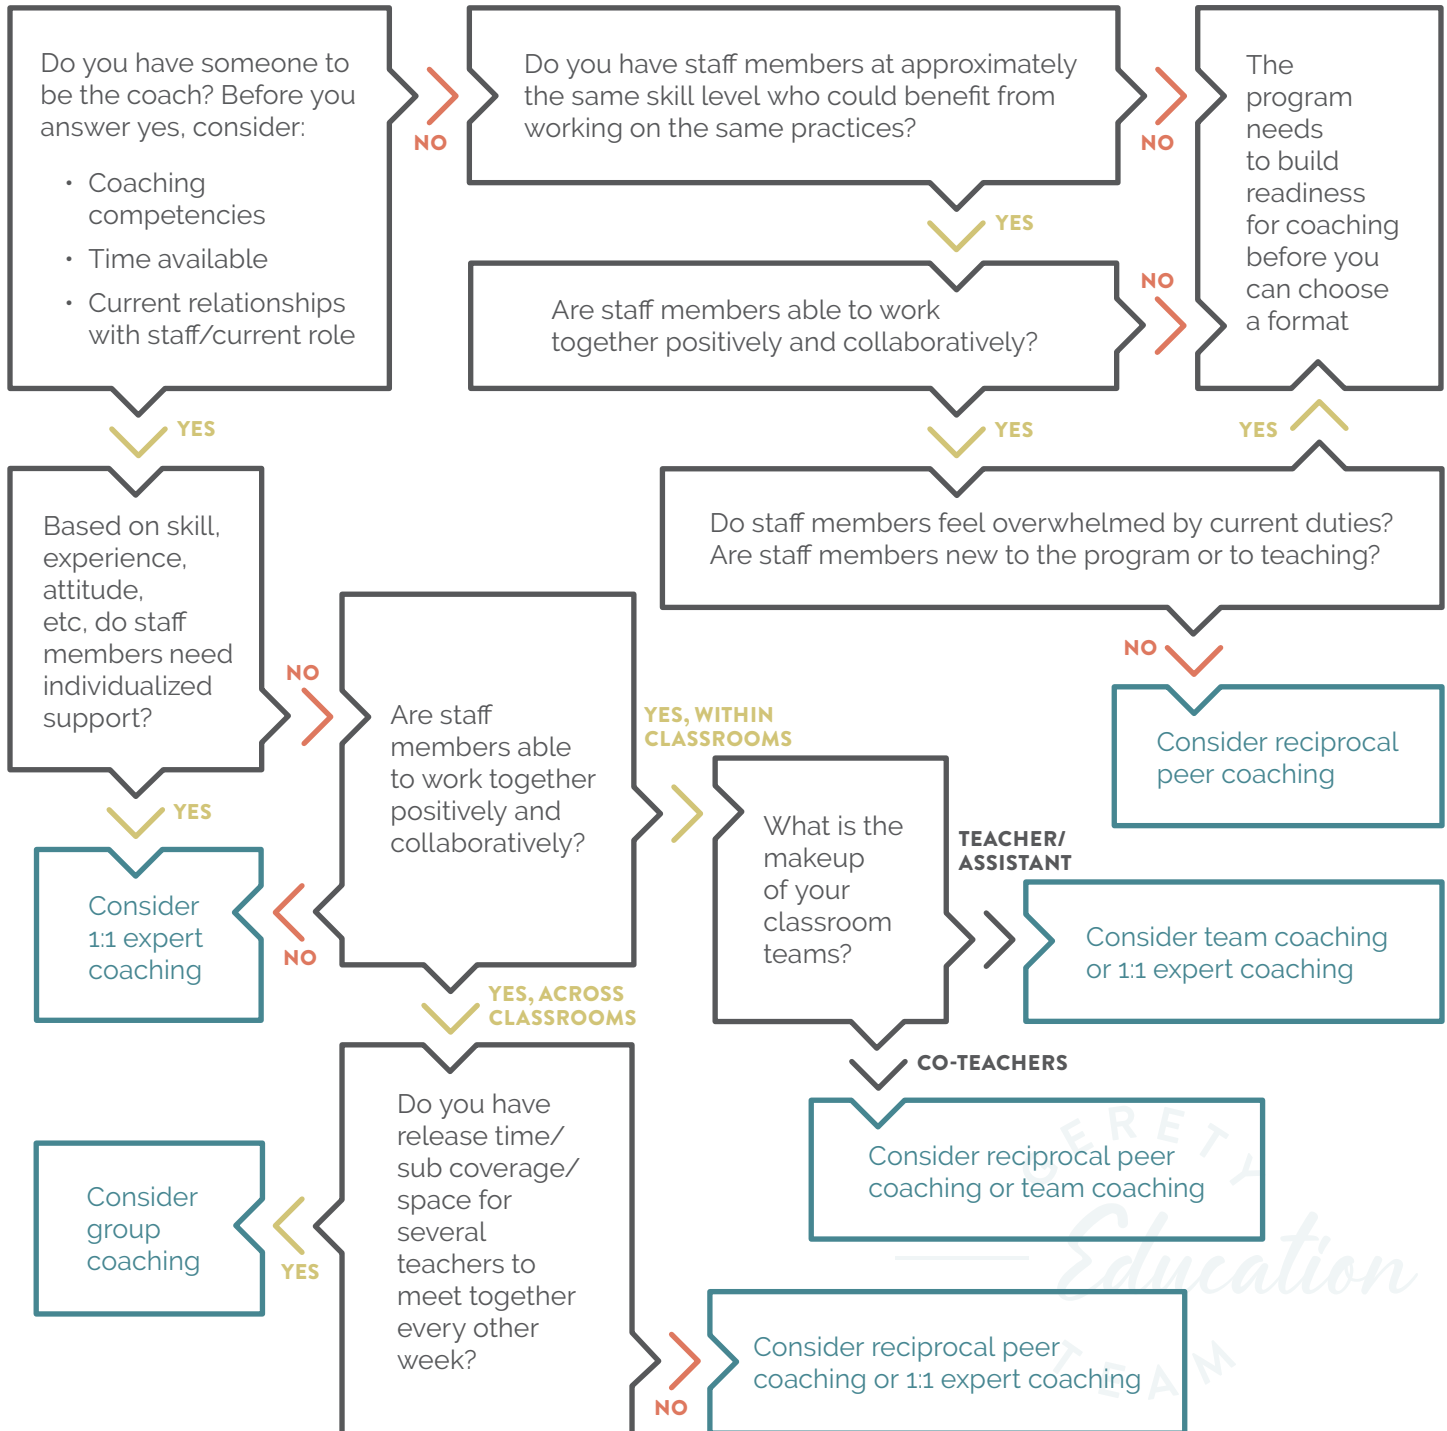 Do you have someone to
be the coach? Before you
answer yes, consider:
• Coaching
competencies
• Time available
• Current relationships
with staff/current role
NO
Do you have staff members at approximately
the same skill level who could benefit from
working on the same practices?
NO
The
program
needs
to build
readiness
for coaching
before you
can choose
a format
YES
Are staff members able to work
together positively and collaboratively?
NO
YES
YES
YES
Do staff members feel overwhelmed by current duties?
Are staff members new to the program or to teaching?
NO
Consider reciprocal
peer coaching
Based on skill,
experience,
attitude,
etc, do staff
members need
individualized
support?
NO
YES
Consider
1:1 expert
coaching
Are staff
members able
to work together
positively and
collaboratively?
NO
YES, WITHIN
CLASSROOMS
What is the
makeup
of your
classroom
teams?
TEACHER/
ASSISTANT
Consider team coaching
or 1:1 expert coaching
CO-TEACHERS
Consider reciprocal peer
coaching or team coaching
YES, ACROSS
CLASSROOMS
Do you have
release time/
sub coverage/
space for
several
teachers to
meet together
every other
week?
YES
Consider
group
coaching
NO
Consider reciprocal peer
coaching or 1:1 expert coaching
GERETY
Education
TEAM